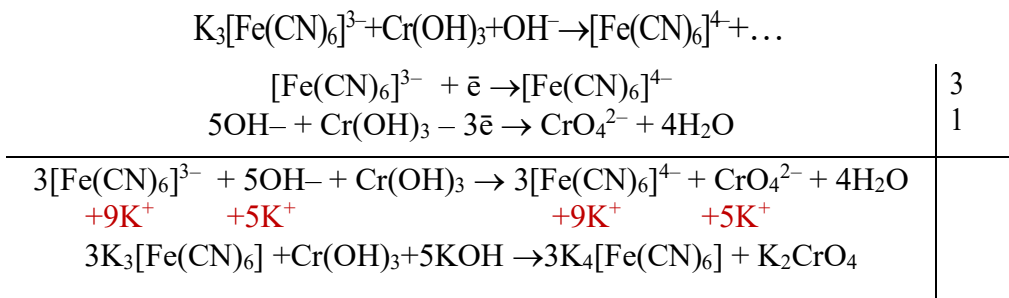 K₃[Fe(CN)₆]³⁻+Cr(OH)₃+OH⁻→[Fe(CN)₆]⁴⁻+…
[Fe(CN)₆]³⁻ + ē →[Fe(CN)₆]⁴⁻ 3
5OH– + Cr(OH)₃ – 3ē → CrO₄²⁻ + 4H₂O 1
3[Fe(CN)₆]³⁻ + 5OH– + Cr(OH)₃ → 3[Fe(CN)₆]⁴⁻ + CrO₄²⁻ + 4H₂O
+9K⁺ +5K⁺ +9K⁺ +5K⁺
3K₃[Fe(CN)₆] +Cr(OH)₃+5KOH →3K₄[Fe(CN)₆] + K₂CrO₄